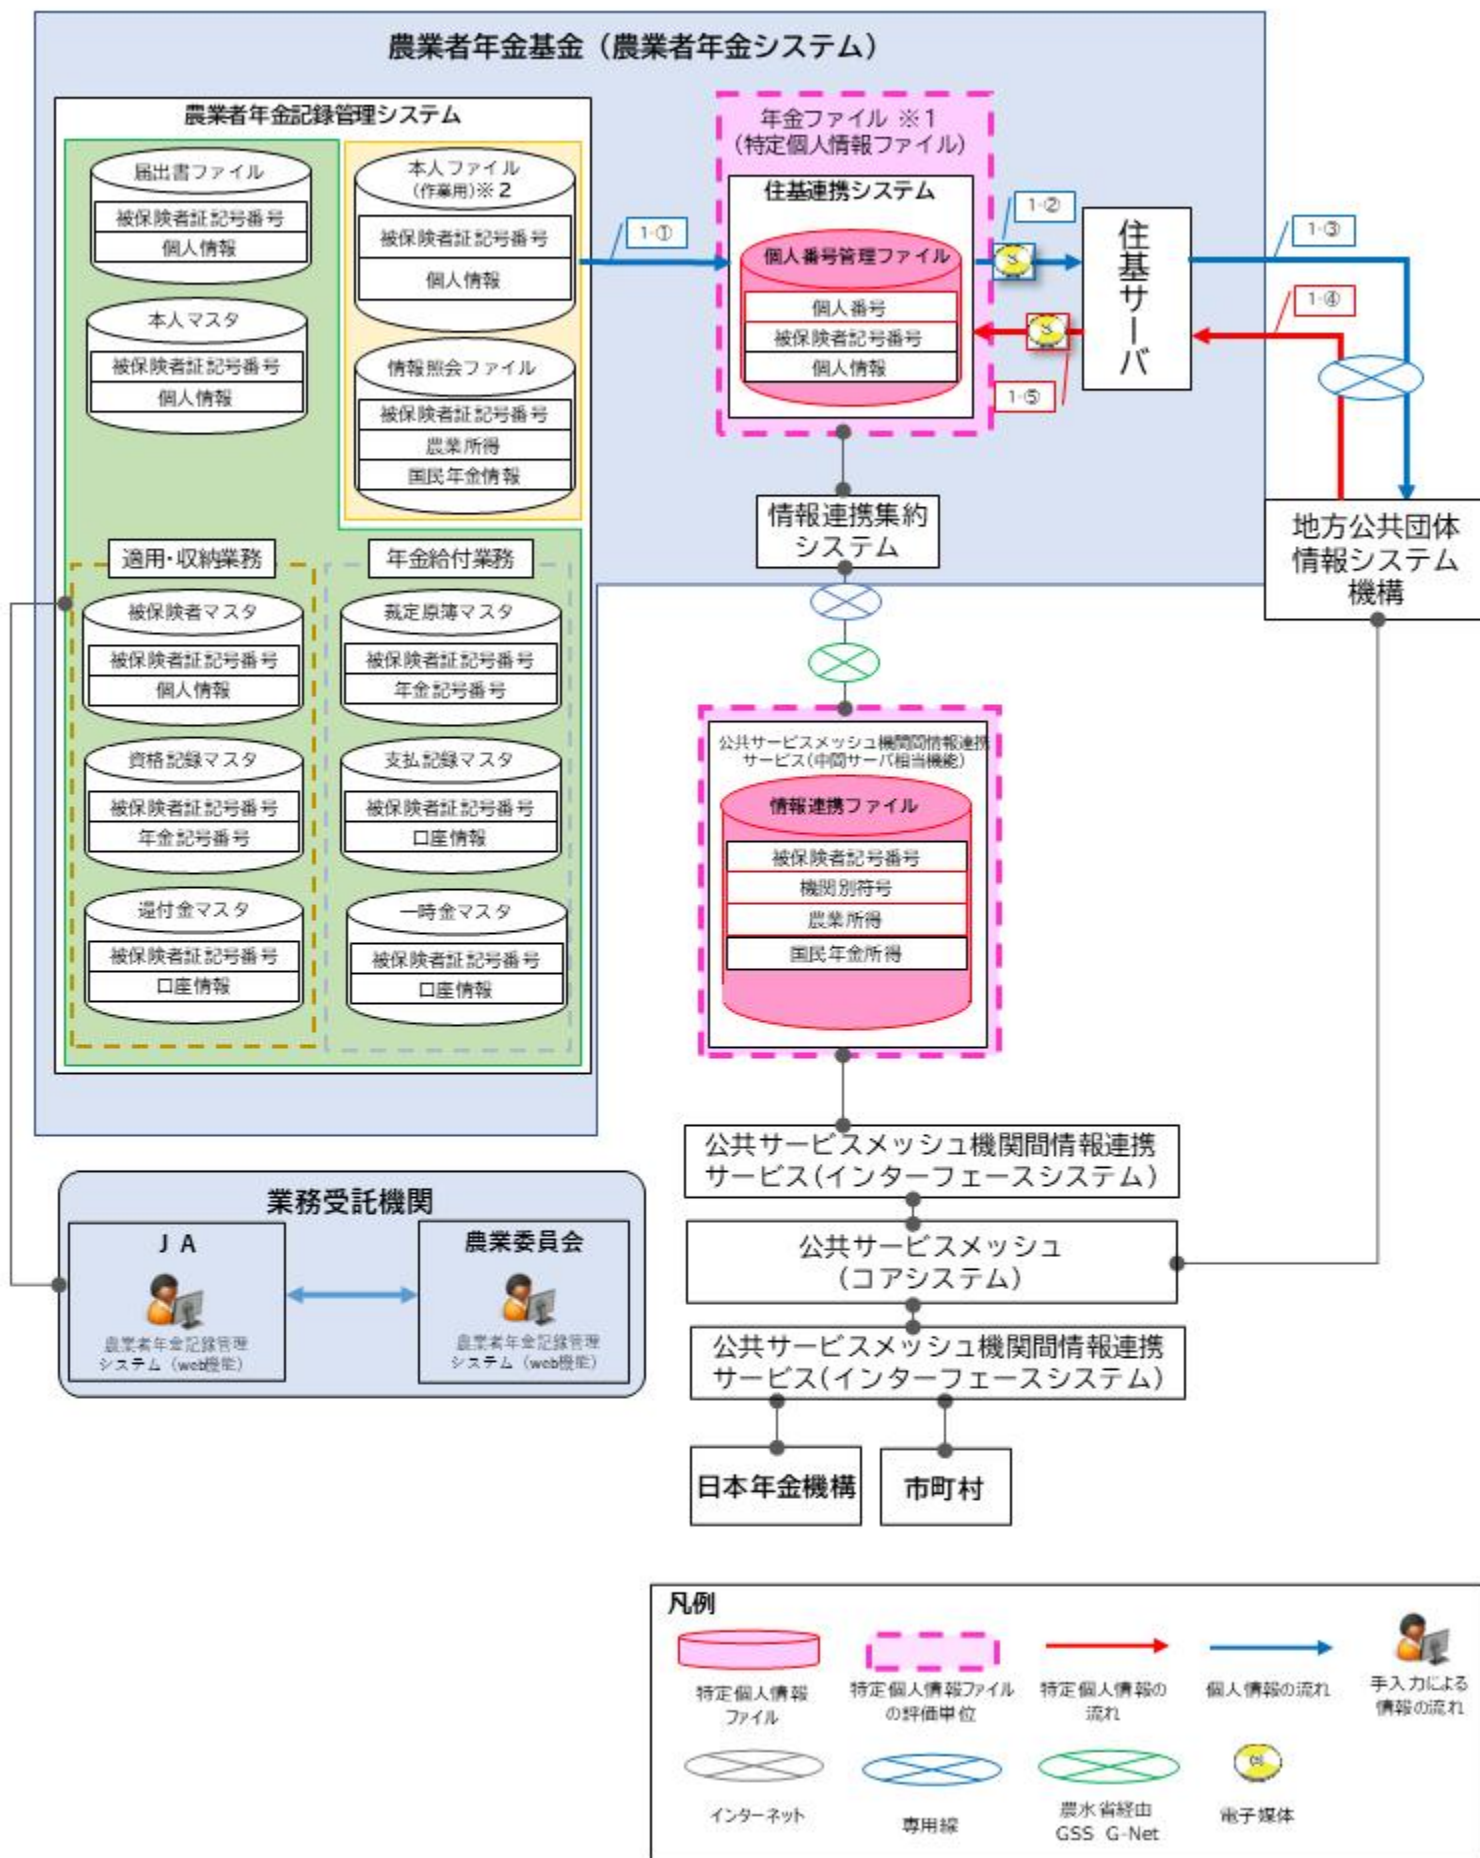 農業者年金基金（農業者年金システム）
農業者年金記録管理システム
届出書ファイル
被保険者証記号番号
個人情報
本人マスタ
被保険者証記号番号
個人情報
本人ファイル
(作業用)※２
被保険者証記号番号
個人情報
情報照会ファイル
被保険者証記号番号
農業所得
国民年金情報
適用・収納業務
被保険者マスタ
被保険者証記号番号
個人情報
資格記録マスタ
被保険者証記号番号
年金記号番号
還付金マスタ
被保険者証記号番号
口座情報
年金給付業務
裁定原簿マスタ
被保険者証記号番号
年金記号番号
支払記録マスタ
被保険者証記号番号
口座情報
一時金マスタ
被保険者証記号番号
口座情報
1-①
年金ファイル ※１
（特定個人情報ファイル）
住基連携システム
個人番号管理ファイル
個人番号
被保険者記号番号
個人情報
1-②
1-⑤
住基サーバ
1-③
1-④
地方公共団体
情報システム
機構
情報連携集約
システム
公共サービスメッシュ機関間情報連携
サービス(中間サーバ相当機能)
情報連携ファイル
被保険者記号番号
機関別符号
農業所得
国民年金所得
公共サービスメッシュ機関間情報連携
サービス（インターフェースシステム）
公共サービスメッシュ
（コアシステム）
公共サービスメッシュ機関間情報連携
サービス（インターフェースシステム）
日本年金機構
市町村
業務受託機関
ＪＡ
農業者年金記録管理
システム（web機能）
農業委員会
農業者年金記録管理
システム（web機能）
凡例
特定個人情報
ファイル
特定個人情報ファイル
の評価単位
特定個人情報の
流れ
個人情報の流れ
手入力による
情報の流れ
インターネット
専用線
農水省経由
GSS G-Net
電子媒体